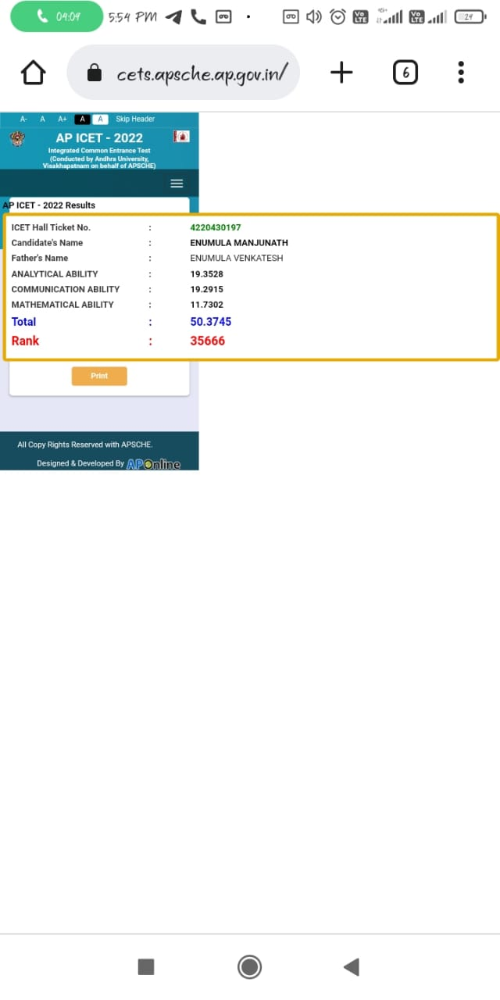 04:09 5:54 PM 29
cets.apsche.ap.gov.in/ 6
A- A A+ A A Skip Header
AP ICET - 2022
Integrated Common Entrance Test
(Conducted by Andhra University,
Visakhapatnam on behalf of APSCHE)
AP ICET - 2022 Results
ICET Hall Ticket No. : 4220430197
Candidate's Name : ENUMULA MANJUNATH
Father's Name : ENUMULA VENKATESH
ANALYTICAL ABILITY : 19.3528
COMMUNICATION ABILITY : 19.2915
MATHEMATICAL ABILITY : 11.7302
Total : 50.3745
Rank : 35666
Print
All Copy Rights Reserved with APSCHE.
Designed & Developed By APOnline